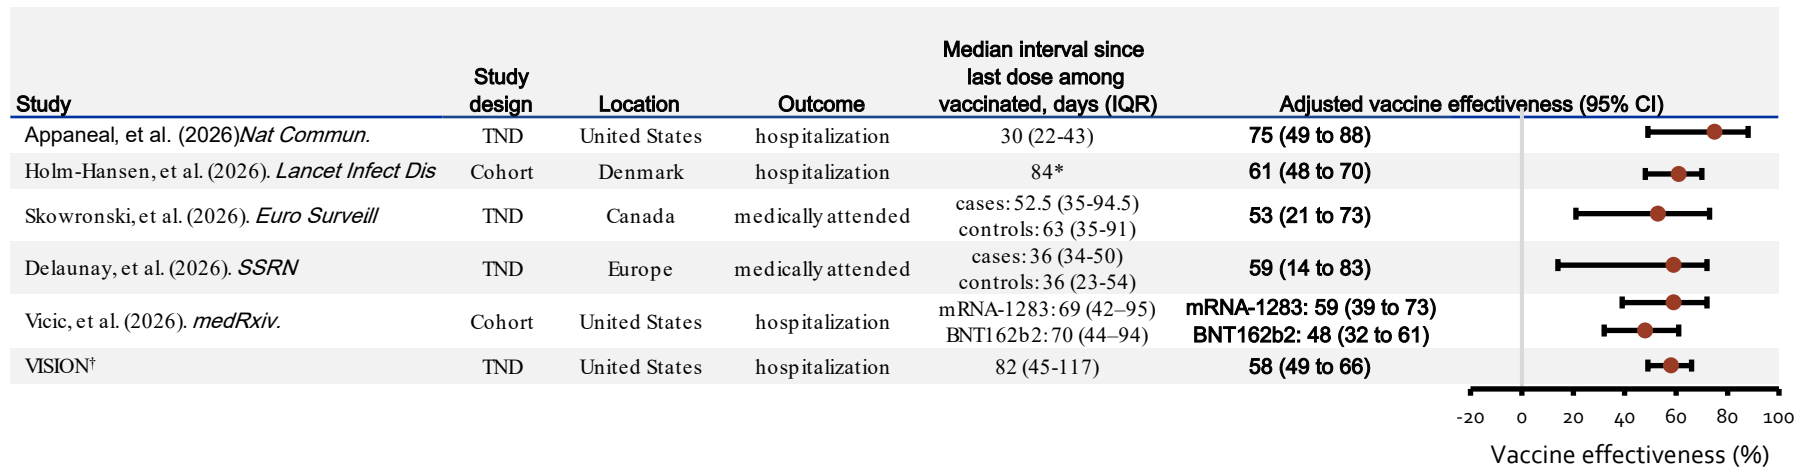 Median interval since
Study last dose among
Study design Location Outcome vaccinated, days (IQR) Adjusted vaccine effectiveness (95% CI)
Appaneal, et al. (2026)Nat Commun. TND United States hospitalization 30 (22-43) 75 (49 to 88)
Holm-Hansen, et al. (2026). Lancet Infect Dis Cohort Denmark hospitalization 84* 61 (48 to 70)
Skowronski, et al. (2026). Euro Surveill TND Canada medically attended cases: 52.5 (35-94.5) 53 (21 to 73)
controls: 63 (35-91)
Delaunay, et al. (2026). SSRN TND Europe medically attended cases: 36 (34-50) 59 (14 to 83)
controls: 36 (23-54)
Vicic, et al. (2026). medRxiv. Cohort United States hospitalization mRNA-1283: 69 (42–95) mRNA-1283: 59 (39 to 73)
BNT162b2: 70 (44–94) BNT162b2: 48 (32 to 61)
VISION† TND United States hospitalization 82 (45-117) 58 (49 to 66)
-20 0 20 40 60 80 100
Vaccine effectiveness (%)